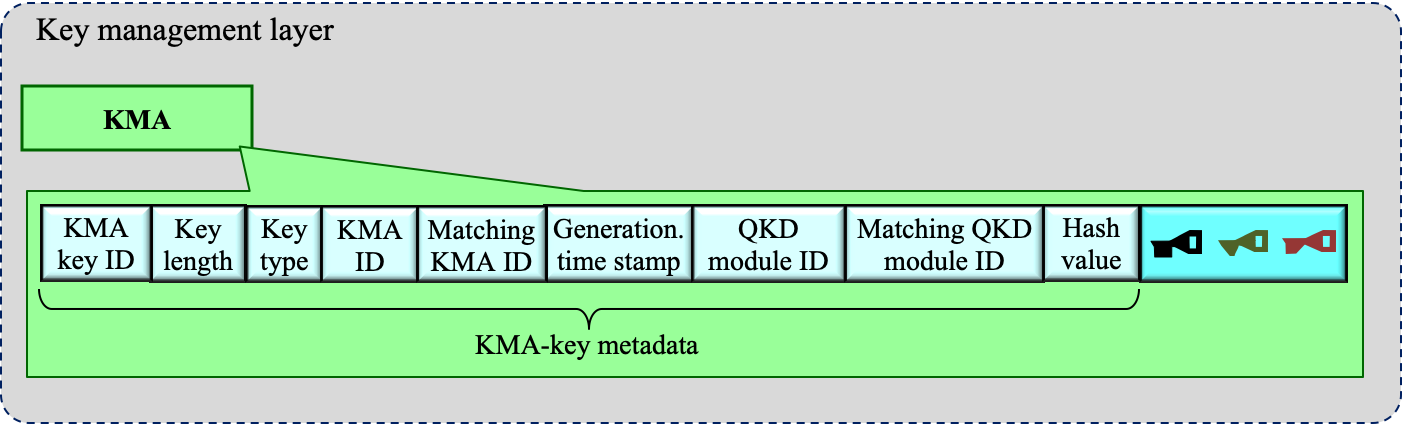 Key management layer
KMA
KMA
key ID
Key
length
Key
type
KMA
ID
Matching
KMA ID
Generation.
time stamp
QKD
module ID
Matching QKD
module ID
Hash
value
KMA-key metadata